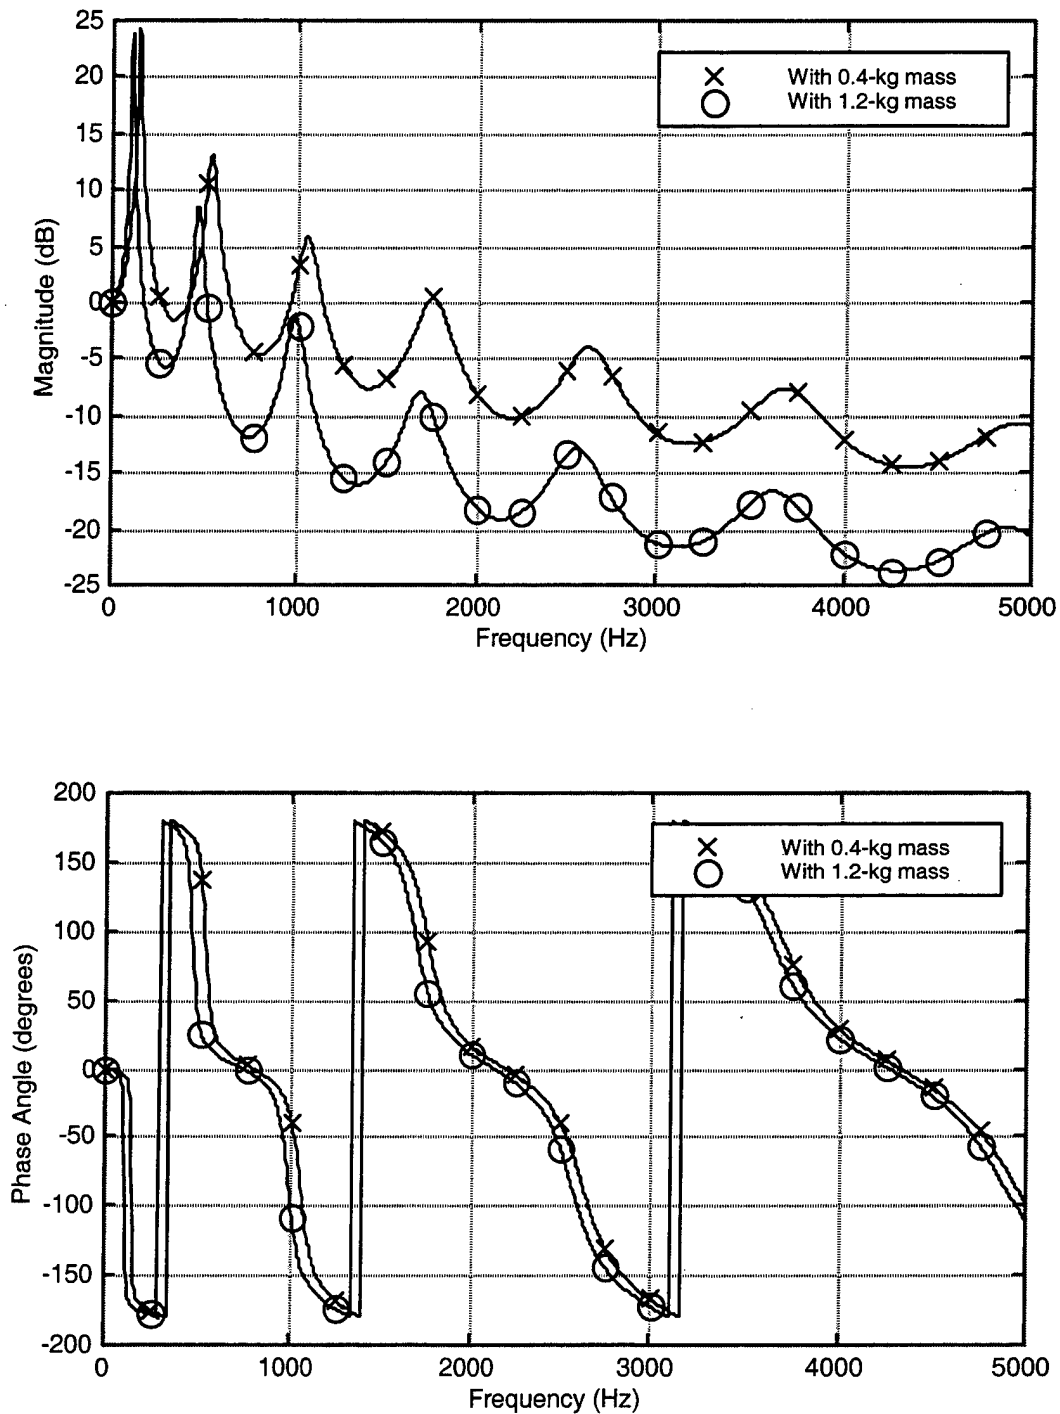 25
20
15
10
5
0
-5
-10
-15
-20
-25
Magnitude (dB)
With 0.4-kg mass
With 1.2-kg mass
0 1000 2000 3000 4000 5000
Frequency (Hz)
200
150
100
50
0
-50
-100
-150
-200
Phase Angle (degrees)
With 0.4-kg mass
With 1.2-kg mass
0 1000 2000 3000 4000 5000
Frequency (Hz)